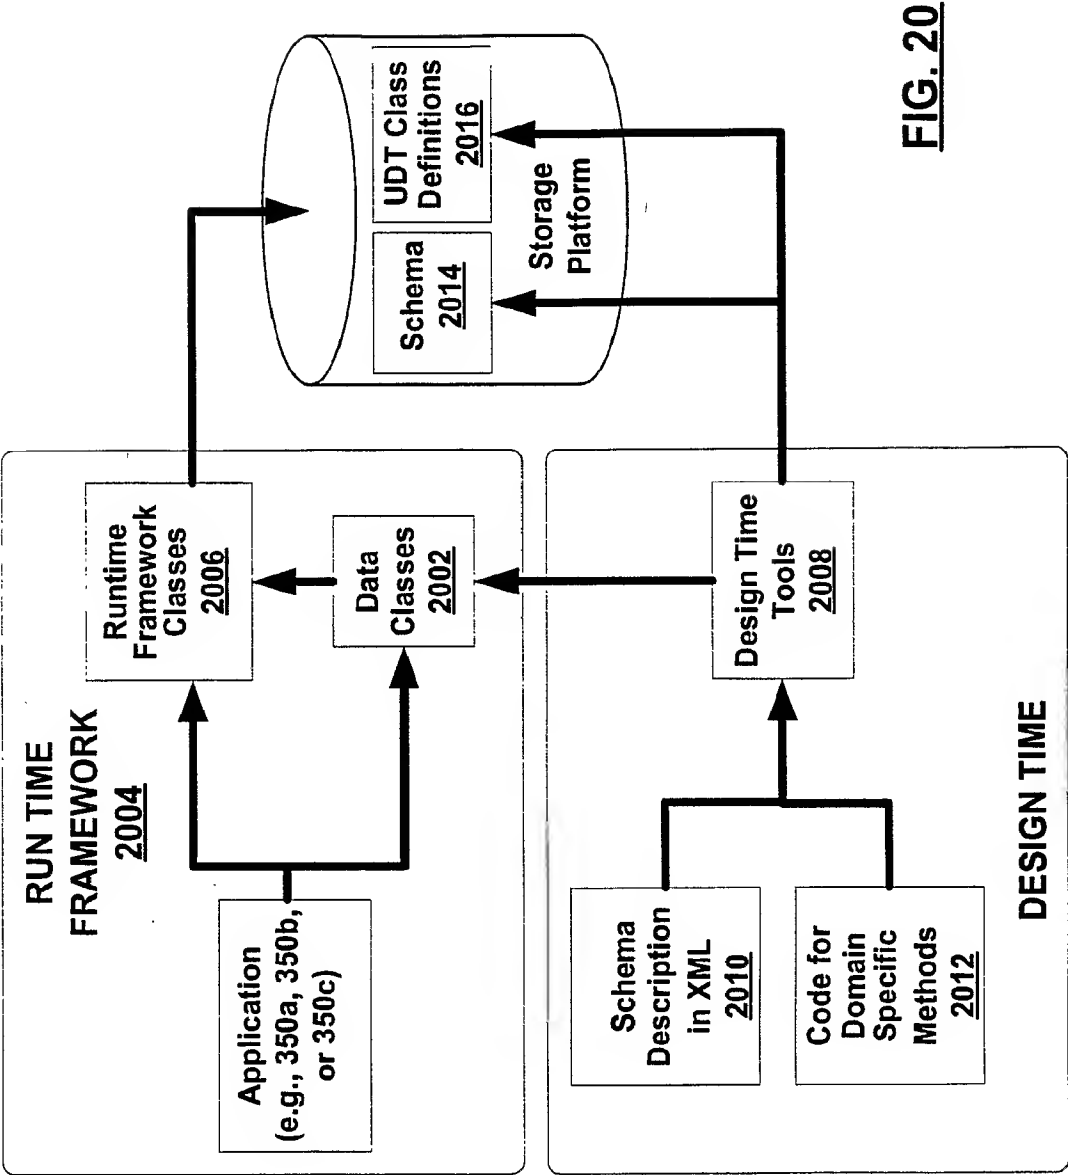 RUN TIME
FRAMEWORK
2004
Application
(e.g., 350a, 350b,
or 350c)
Runtime
Framework
Classes
2006
Data
Classes
2002
Schema
2014
UDT Class
Definitions
2016
Storage
Platform
Schema
Description
in XML
2010
Code for
Domain
Specific
Methods
2012
Design Time
Tools
2008
DESIGN TIME
FIG. 20